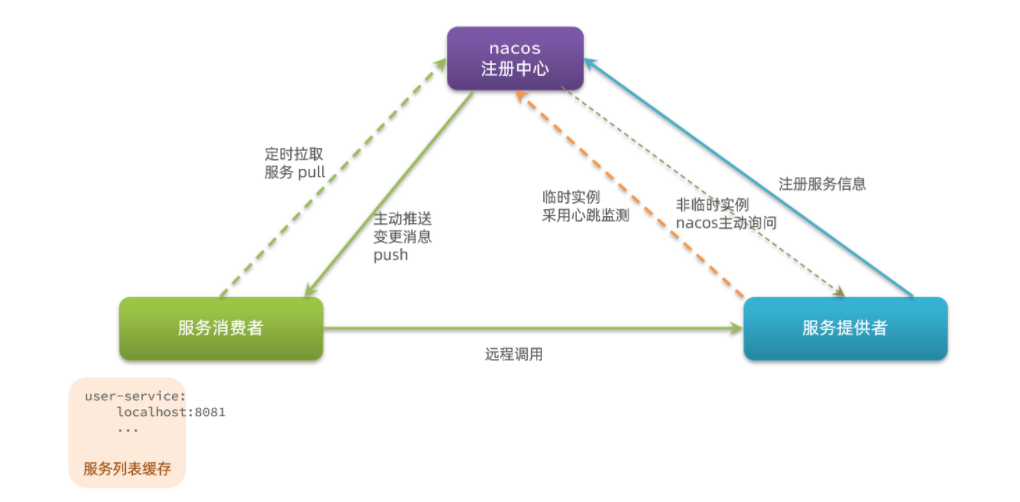 nacos
注册中心
定时拉取
服务 pull
主动推送
变更消息
push
临时实例
采用心跳监测
非临时实例
nacos主动询问
注册服务信息
服务消费者
远程调用
服务提供者
user-service:
localhost:8081
...
服务列表缓存